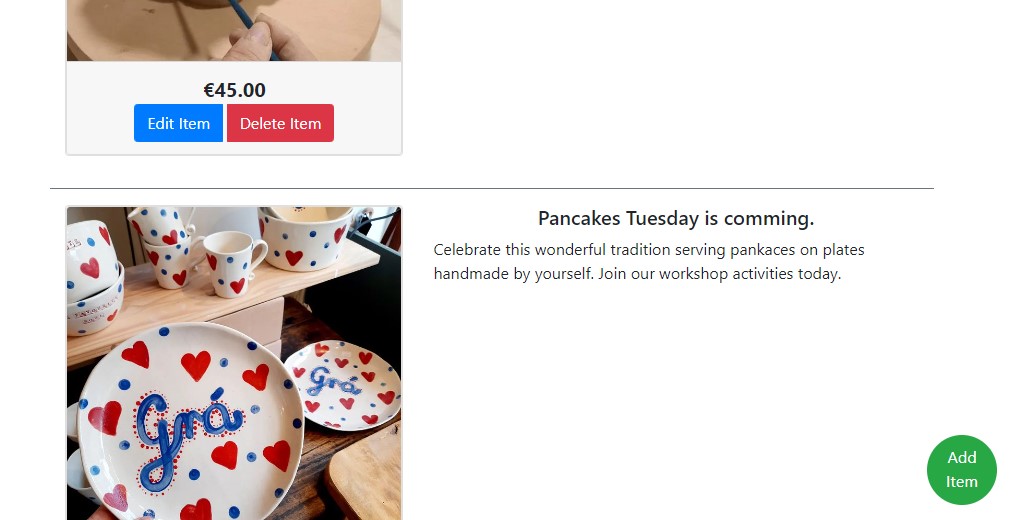 €45.00
Edit Item Delete Item
Pancakes Tuesday is comming.
Celebrate this wonderful tradition serving pankaces on plates
handmade by yourself. Join our workshop activities today.
Grá
Grá
Add
Item